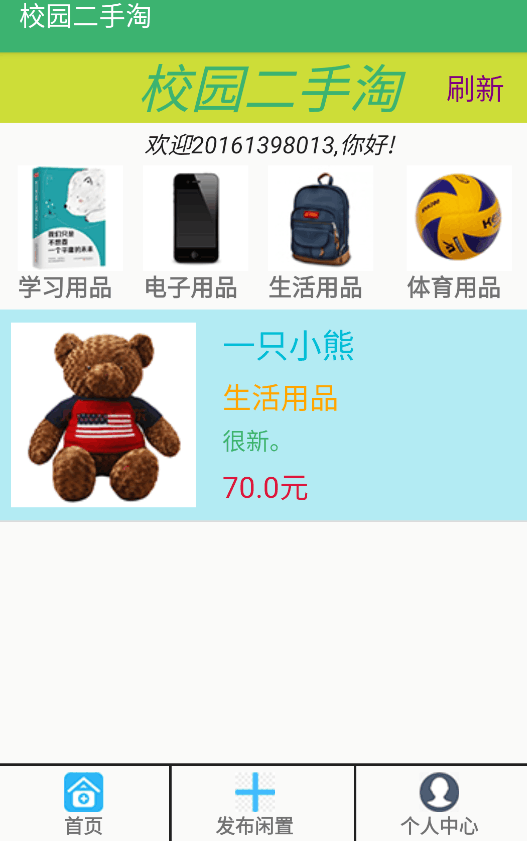 校园二手淘
校园二手淘 刷新
欢迎20161398013,你好!
我们只是
不想要
一个平庸的未来
学习用品 电子用品 生活用品 体育用品
一只小熊
生活用品
很新。
70.0元
首页 发布闲置 个人中心